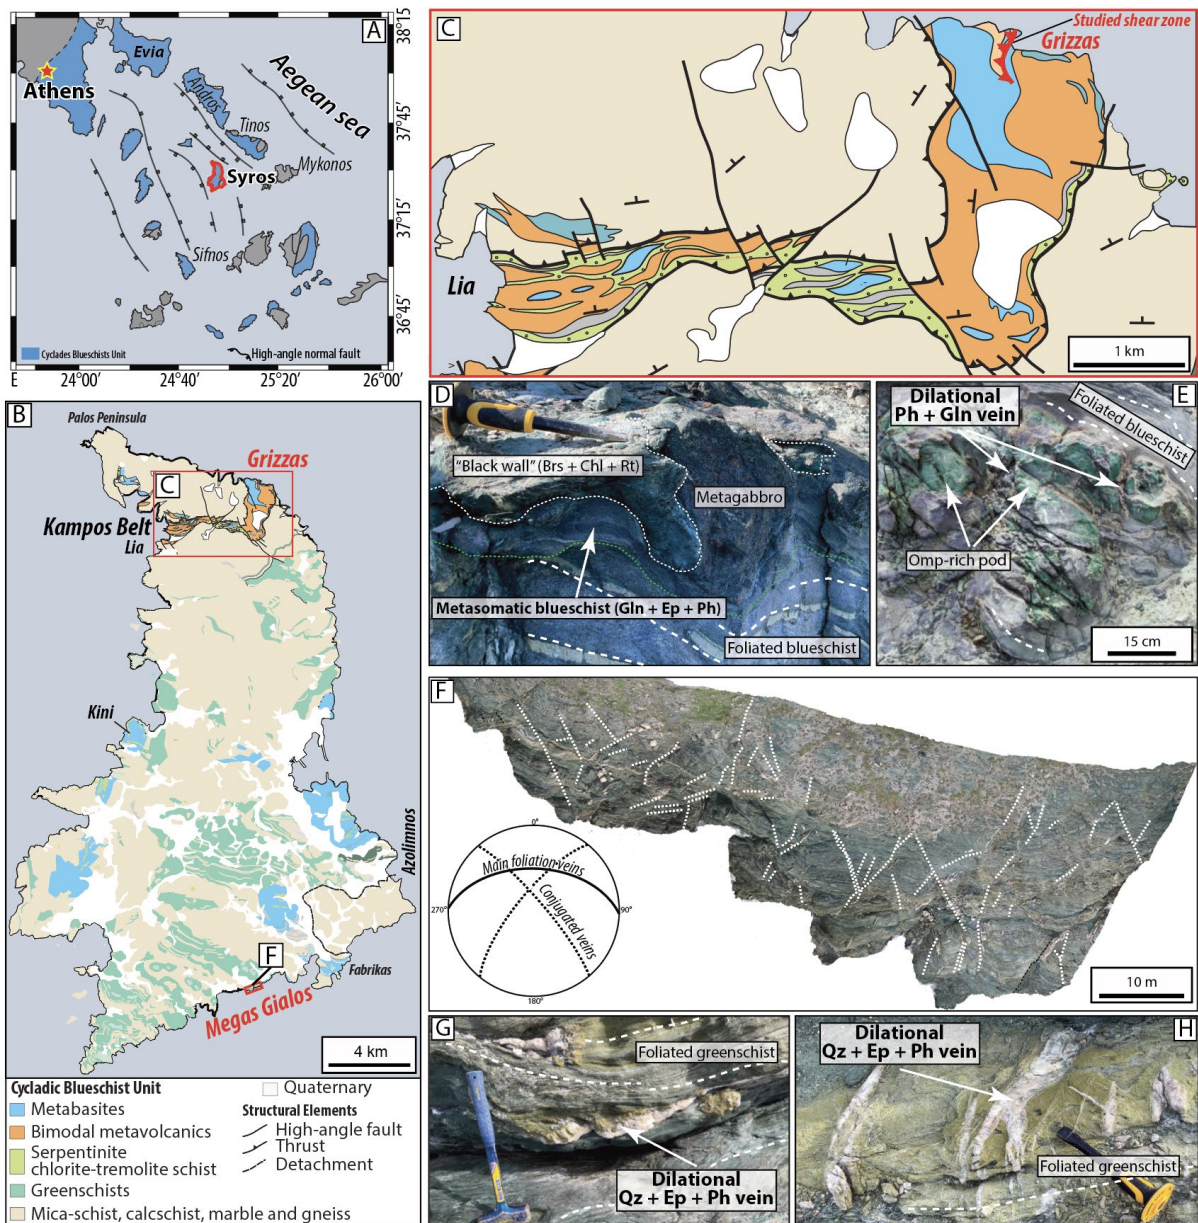 A
Evia
Athens
Andros
Aegean sea
Tinos
Mykonos
Syros
Sifnos
Cyclades Blueschists Unit
High-angle normal fault
38°15
37°45'
37°15'
36°45'
E
24°00'
24°40'
25°20'
26°00'
B
Palos Peninsula
Grizzas
C
Kampos Belt
Lia
Kini
Azolimnos
F
Fabrikas
Megas Gialos
4 km
Cycladic Blueschist Unit
Metabasites
Bimodal metavolcanics
Serpentinite
chlorite-tremolite schist
Greenschists
Mica-schist, calcschist, marble and gneiss
Quaternary
Structural Elements
High-angle fault
Thrust
Detachment
C
Studied shear zone
Grizzas
Lia
1 km
D
"Black wall" (Brs + Chl + Rt)
Metagabbro
Metasomatic blueschist (Gln + Ep + Ph)
Foliated blueschist
E
Dilational
Ph + Gln vein
Foliated blueschist
Omp-rich pod
15 cm
F
0°
Main foliation veins
270°
90°
Conjugated veins
180°
10 m
G
Foliated greenschist
Dilational
Qz + Ep + Ph vein
H
Dilational
Qz + Ep + Ph vein
Foliated greenschist